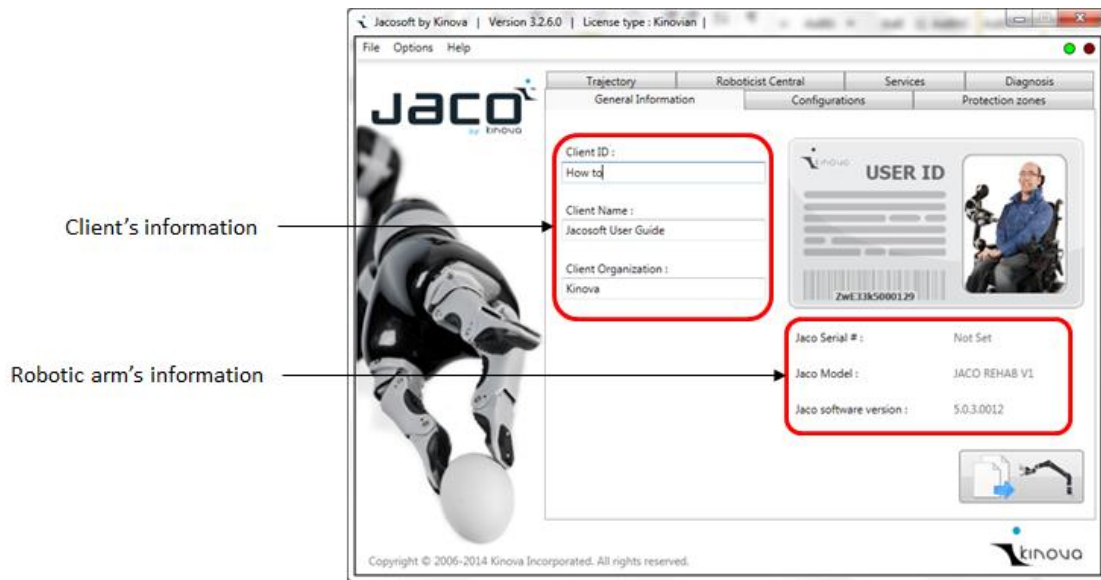 Jacosoft by Kinova | Version 3.2.6.0 | License type : Kinovian |
File Options Help
Trajectory Roboticist Central Services Diagnosis
General Information Configurations Protection zones
Jaco
by kinova
Client ID :
How to
kinova
USER ID
Client Name :
Jacosoft User Guide
Client's information
Client Organization :
Kinova
ZwE33k5000129
Jaco Serial # : Not Set
Robotic arm's information
Jaco Model : JACO REHAB V1
Jaco software version : 5.0.3.0012
kinova
Copyright © 2006-2014 Kinova Incorporated. All rights reserved.